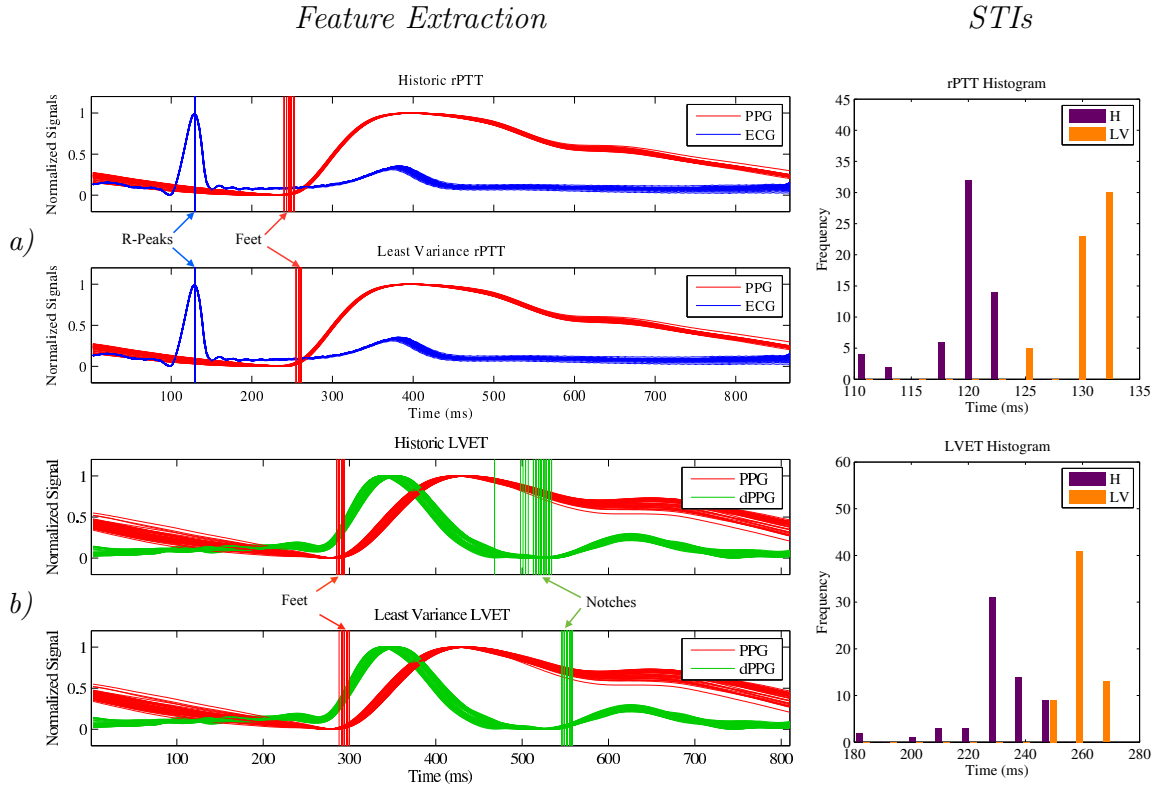 Feature Extraction
STIs
a)
Historic rPTT
Normalized Signals
1
0.5
0
PPG
ECG
R-Peaks
Feet
Least Variance rPTT
Normalized Signals
1
0.5
0
PPG
ECG
100 200 300 400 500 600 700 800
Time (ms)
rPTT Histogram
Frequency
45
40
35
30
25
20
15
10
5
0
H
LV
110 115 120 125 130 135
Time (ms)
b)
Historic LVET
Normalized Signal
1
0.5
0
PPG
dPPG
Feet
Notches
Least Variance LVET
Normalized Signal
1
0.5
0
PPG
dPPG
100 200 300 400 500 600 700 800
Time (ms)
LVET Histogram
Frequency
60
50
40
30
20
10
0
H
LV
180 200 220 240 260 280
Time (ms)